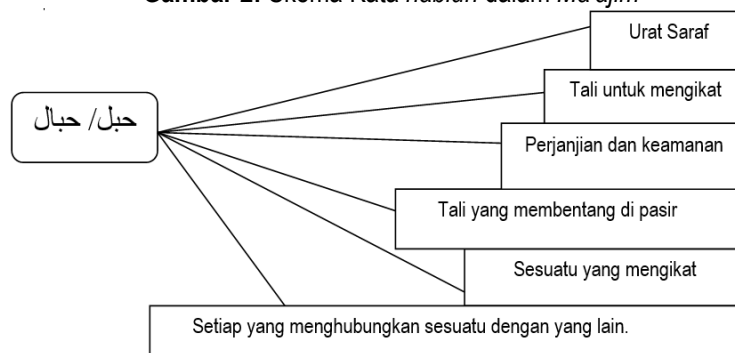 حبل/ حبال
Urat Saraf
Tali untuk mengikat
Perjanjian dan keamanan
Tali yang membentang di pasir
Sesuatu yang mengikat
Setiap yang menghubungkan sesuatu dengan yang lain.